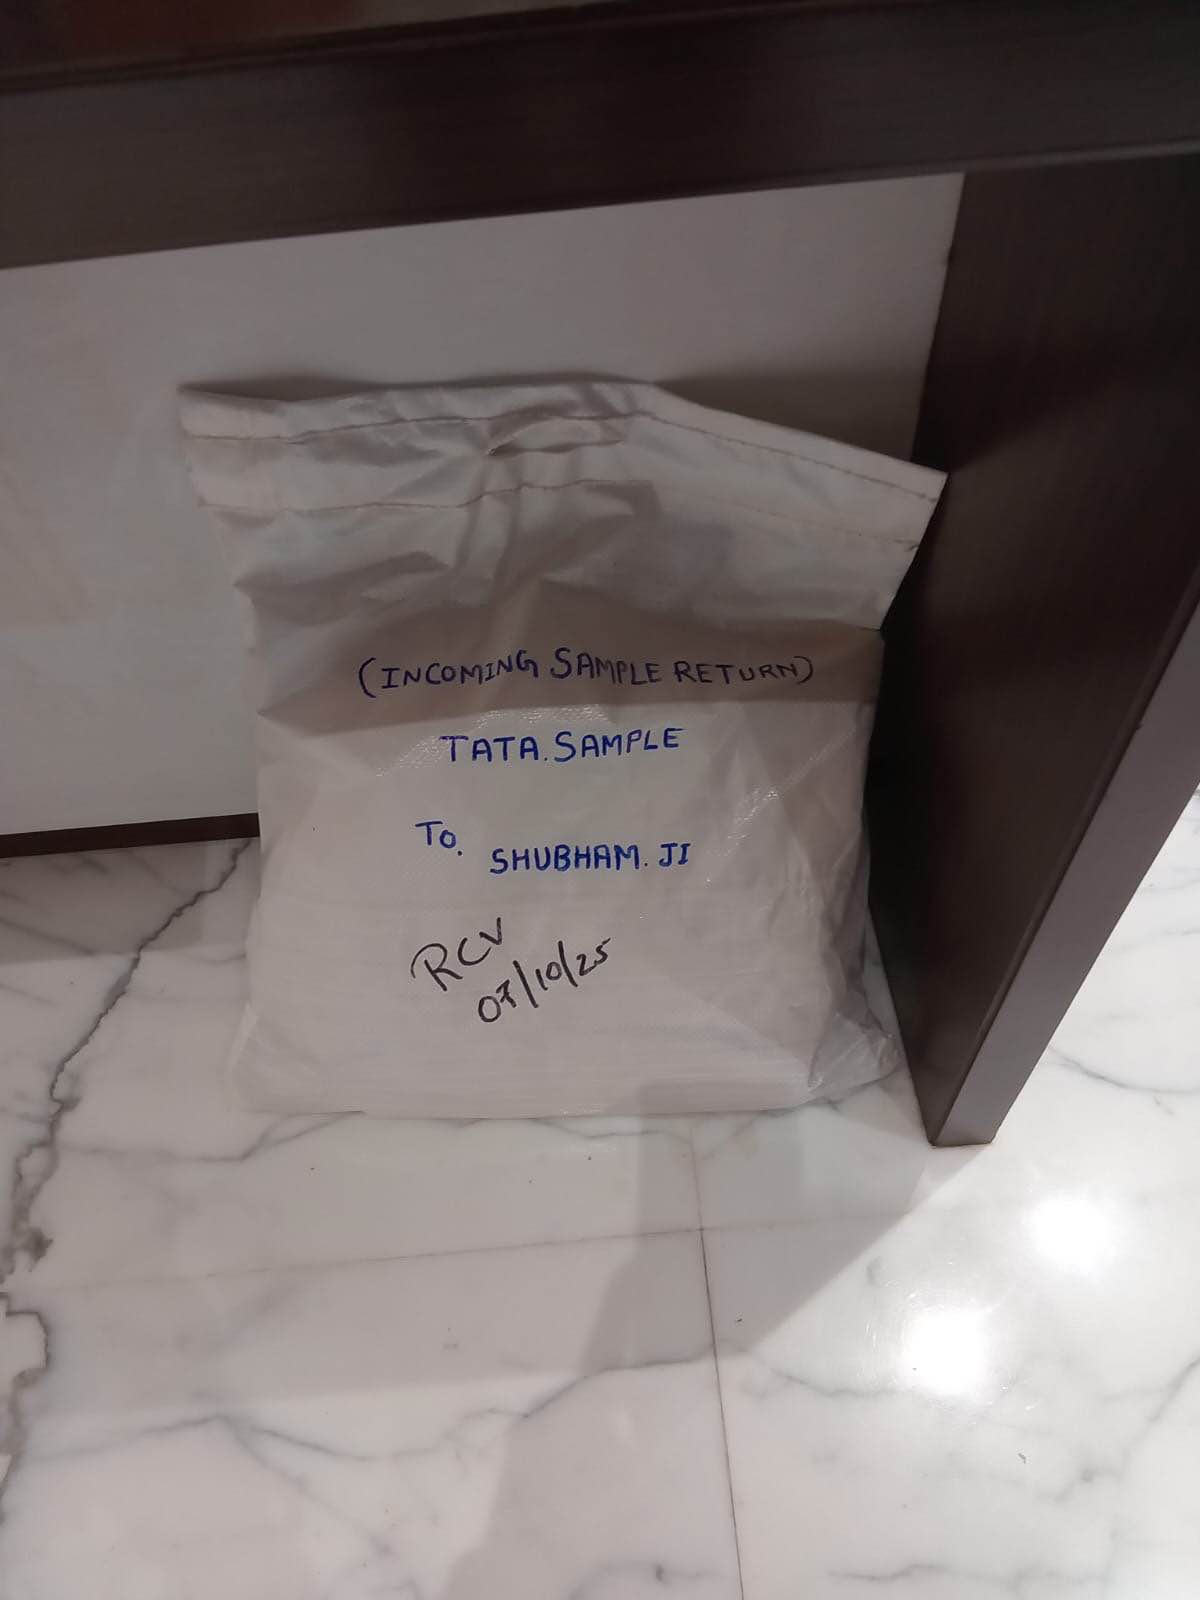 (INCOMING SAMPLE RETURN)
TATA.SAMPLE
To.
SHUBHAM. JI
RCV
07/10/25